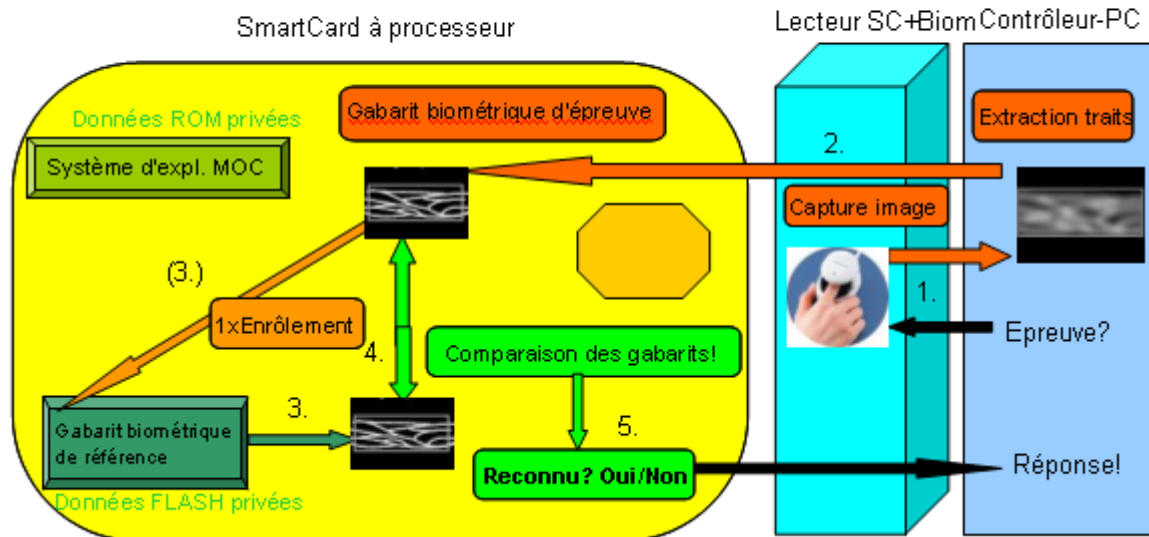 SmartCard à processeur
Lecteur SC+Biom
Contrôleur-PC
Données ROM privées
Système d'expl. MOC
Gabarit biométrique d'épreuve
2.
Extraction traits
Capture image
(3.)
1xEnrôlement
4.
1.
Epreuve?
Comparaison des gabarits!
3.
Gabarit biométrique
de référence
5.
Reconnu? Oui/Non
Réponse!
Données FLASH privées